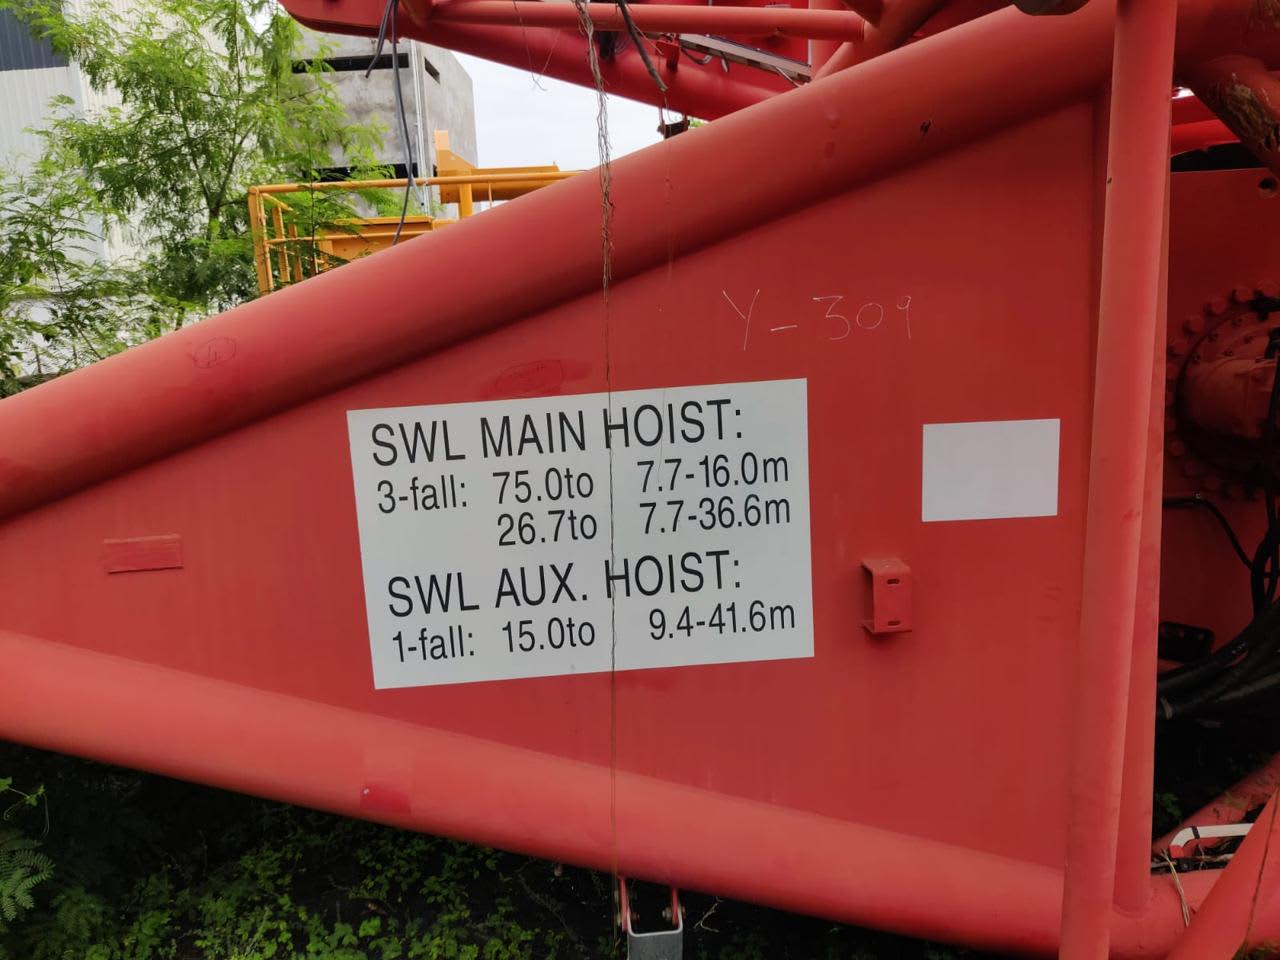 Y-309
SWL MAIN HOIST:
3-fall: 75.0to 7.7-16.0m
26.7to 7.7-36.6m
SWL AUX. HOIST:
1-fall: 15.0to 9.4-41.6m